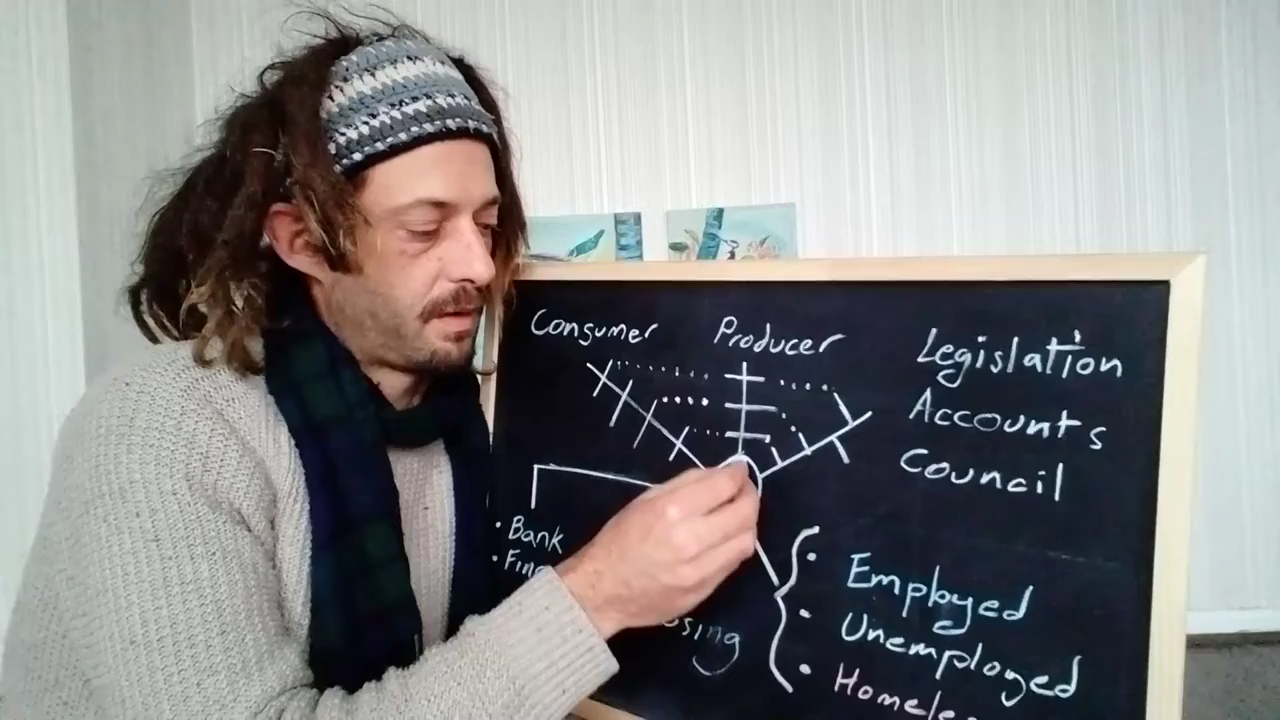 Consumer Producer
Legislation
Accounts
Council
• Bank
• Employed
• Unemployed